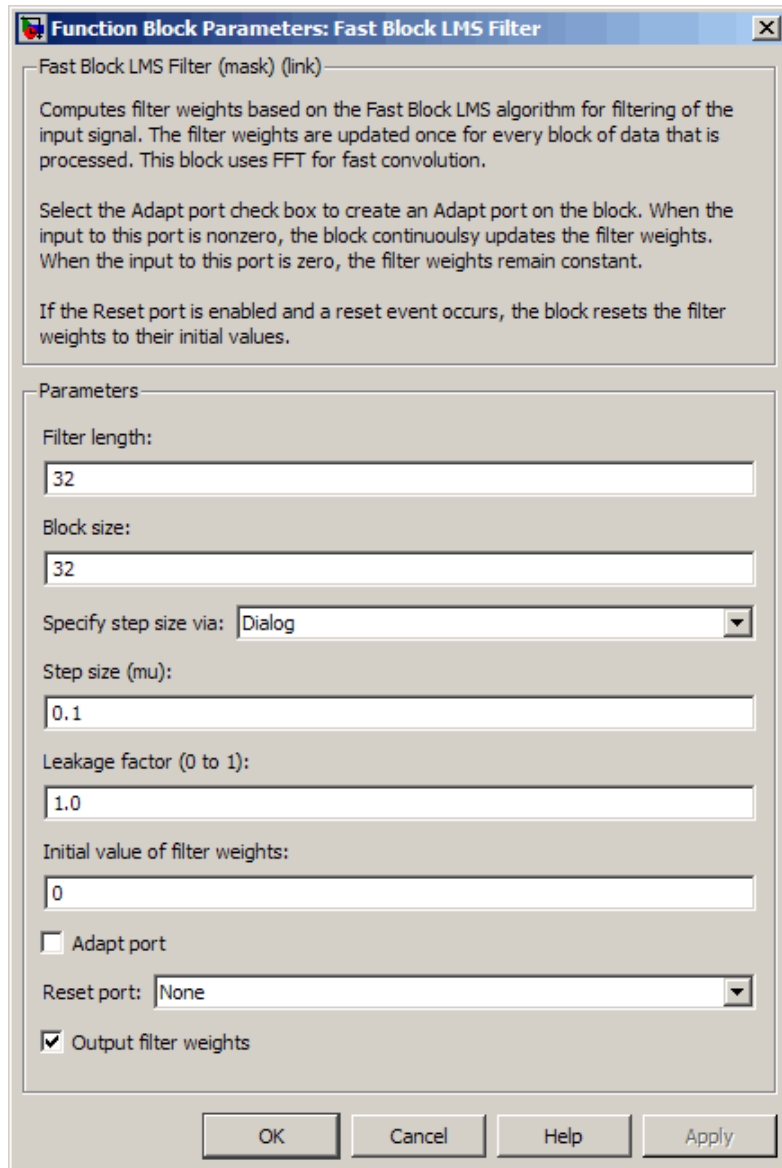 Function Block Parameters: Fast Block LMS Filter
Fast Block LMS Filter (mask) (link)
Computes filter weights based on the Fast Block LMS algorithm for filtering of the
input signal. The filter weights are updated once for every block of data that is
processed. This block uses FFT for fast convolution.
Select the Adapt port check box to create an Adapt port on the block. When the
input to this port is nonzero, the block continuoulsy updates the filter weights.
When the input to this port is zero, the filter weights remain constant.
If the Reset port is enabled and a reset event occurs, the block resets the filter
weights to their initial values.
Parameters
Filter length:
32
Block size:
32
Specify step size via: Dialog
Step size (mu):
0.1
Leakage factor (0 to 1):
1.0
Initial value of filter weights:
0
Adapt port
Reset port: None
Output filter weights
OK Cancel Help Apply